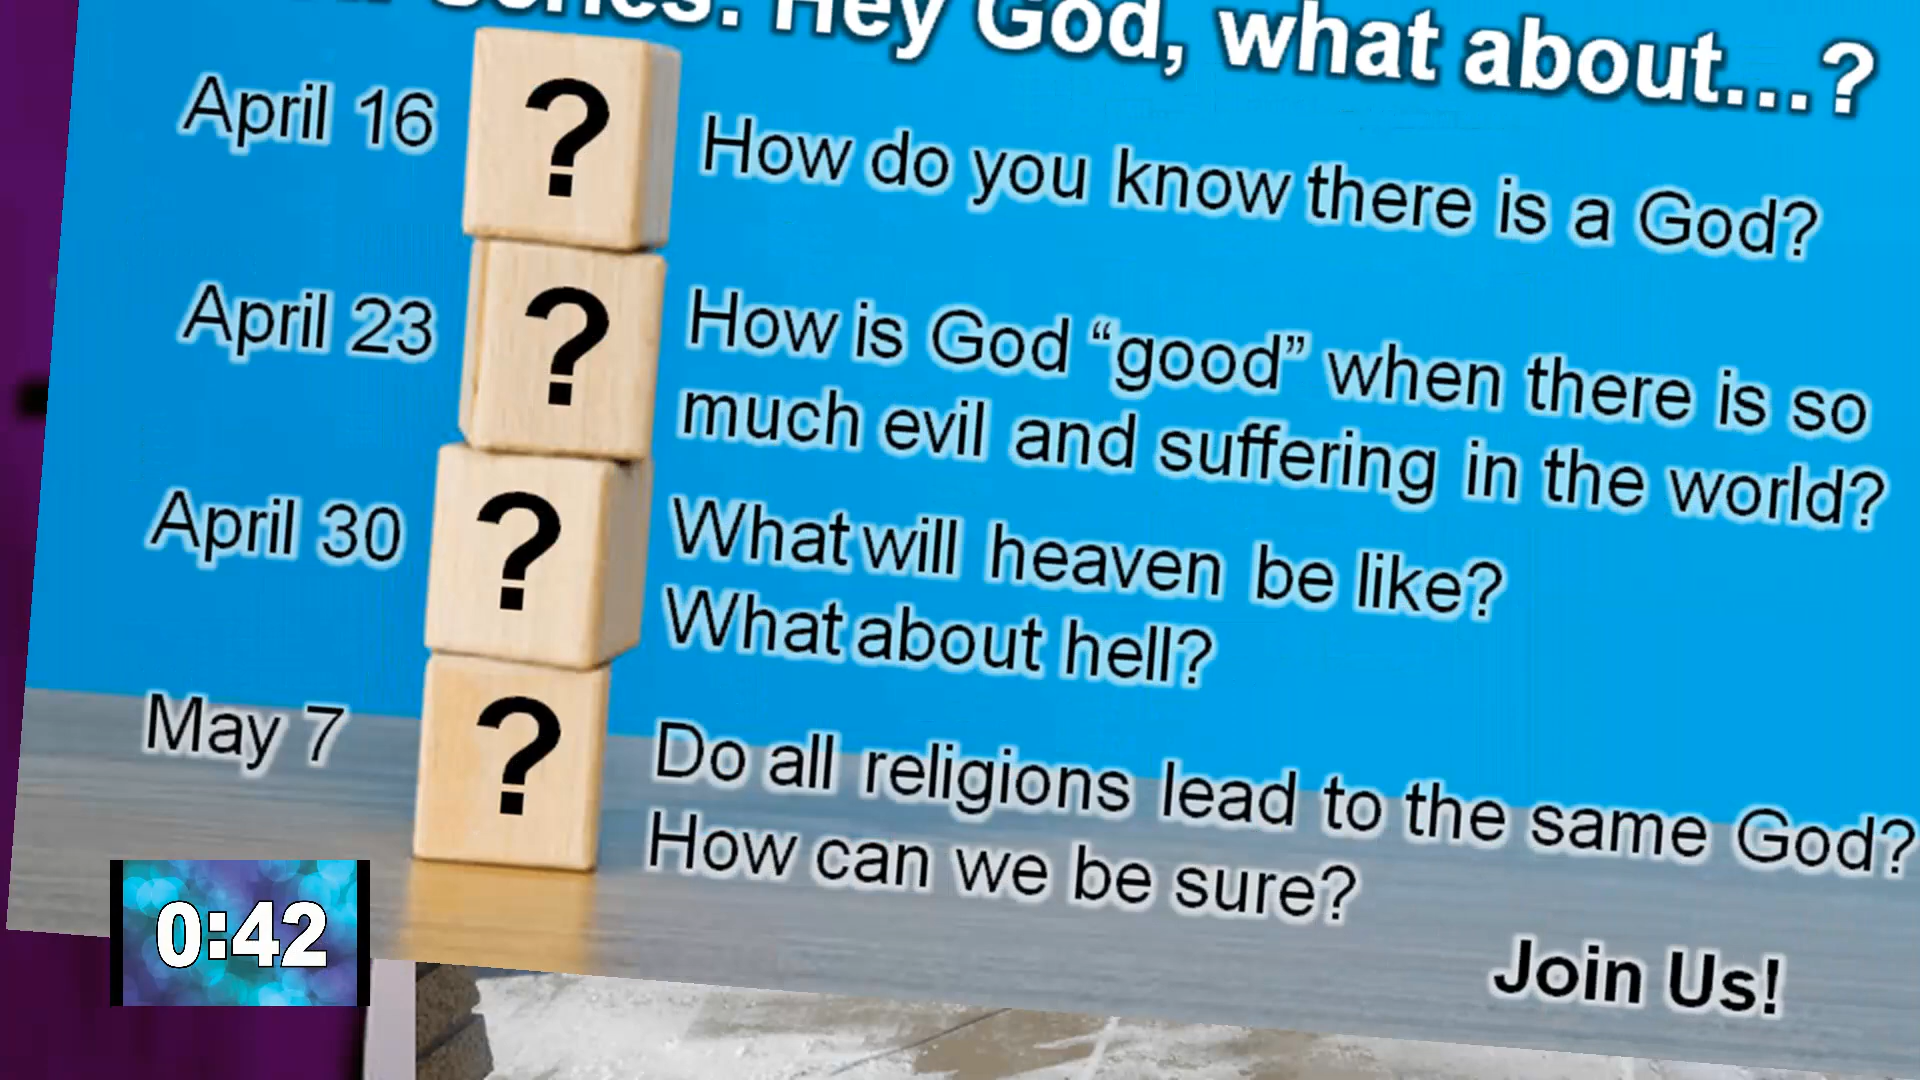 Series: Hey God, what about...?
April 16 ? How do you know there is a God?
April 23 ? How is God “good” when there is so
much evil and suffering in the world?
April 30 ? What will heaven be like?
What about hell?
May 7 ? Do all religions lead to the same God?
How can we be sure?
Join Us!
0:42